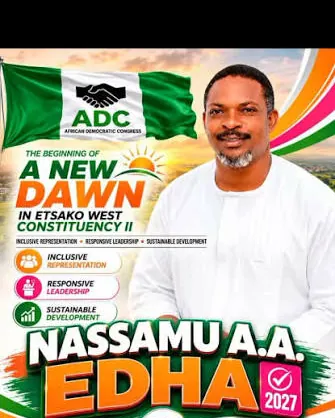 ADC
AFRICAN DEMOCRATIC CONGRESS
THE BEGINNING OF
A NEW
DAWN
IN ETSAKO WEST
CONSTITUENCY II
INCLUSIVE REPRESENTATION • RESPONSIVE LEADERSHIP • SUSTAINABLE DEVELOPMENT
INCLUSIVE
REPRESENTATION
RESPONSIVE
LEADERSHIP
SUSTAINABLE
DEVELOPMENT
NASSAMU A.A.
EDHA
2027